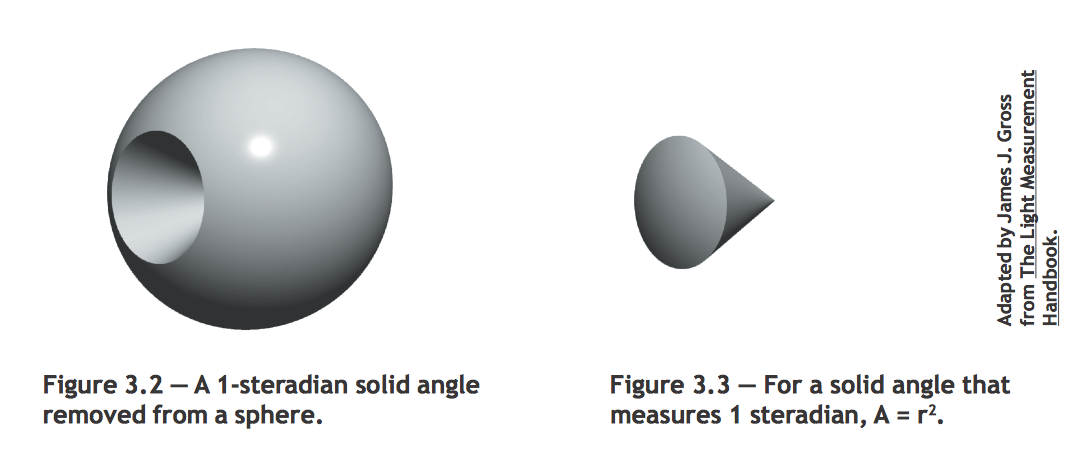 Figure 3.2 — A 1-steradian solid angle
removed from a sphere.
Figure 3.3 — For a solid angle that
measures 1 steradian, A = r².
Adapted by James J. Gross
from The Light Measurement
Handbook.